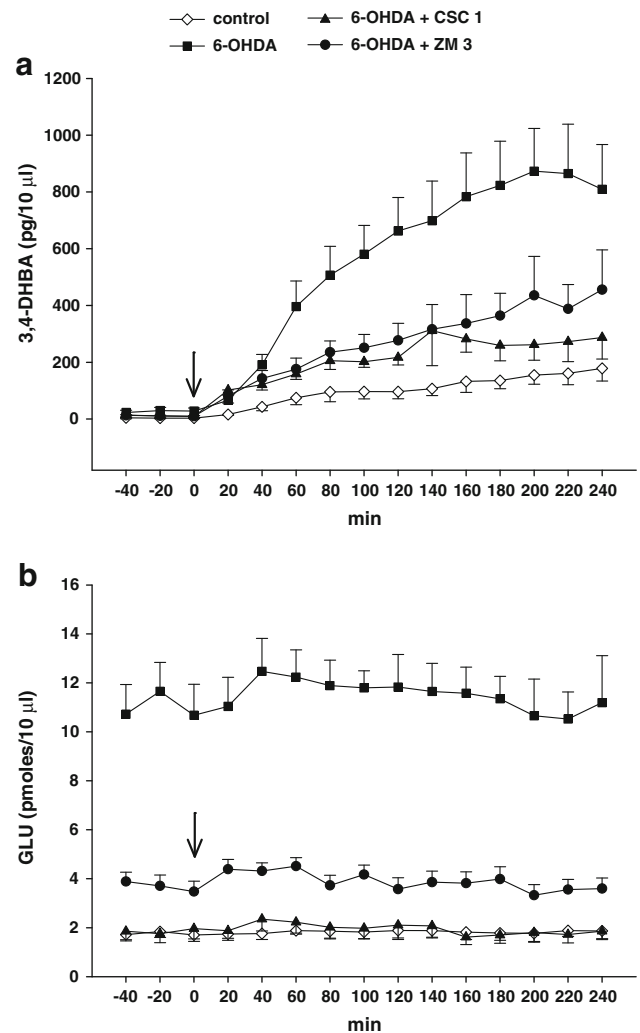 control
6-OHDA + CSC 1
6-OHDA
6-OHDA + ZM 3
a
1200
1000
800
600
400
200
0
3,4-DHBA (pg/10 µl)
-40 -20 0 20 40 60 80 100 120 140 160 180 200 220 240
min
b
16
14
12
10
8
6
4
2
0
GLU (pmoles/10 µl)
-40 -20 0 20 40 60 80 100 120 140 160 180 200 220 240
min